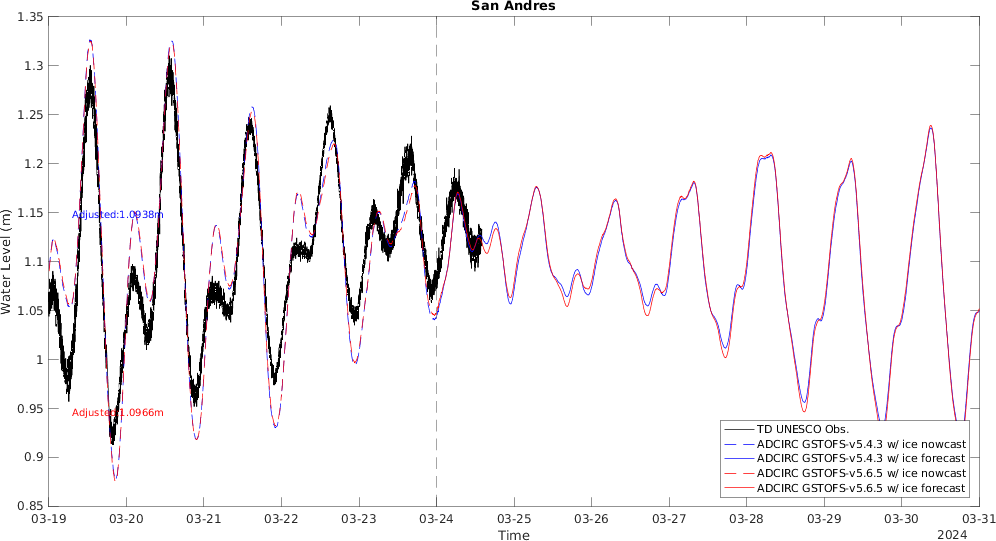 San Andres
1.35
1.3
1.25
1.2
1.15
1.1
1.05
1
0.95
0.9
0.85
Water Level (m)
Adjusted:1.0938m
Adjusted:1.0966m
TD UNESCO Obs.
ADCIRC GSTOFS-v5.4.3 w/ ice nowcast
ADCIRC GSTOFS-v5.4.3 w/ ice forecast
ADCIRC GSTOFS-v5.6.5 w/ ice nowcast
ADCIRC GSTOFS-v5.6.5 w/ ice forecast
03-19 03-20 03-21 03-22 03-23 03-24 03-25 03-26 03-27 03-28 03-29 03-30 03-31
Time
2024